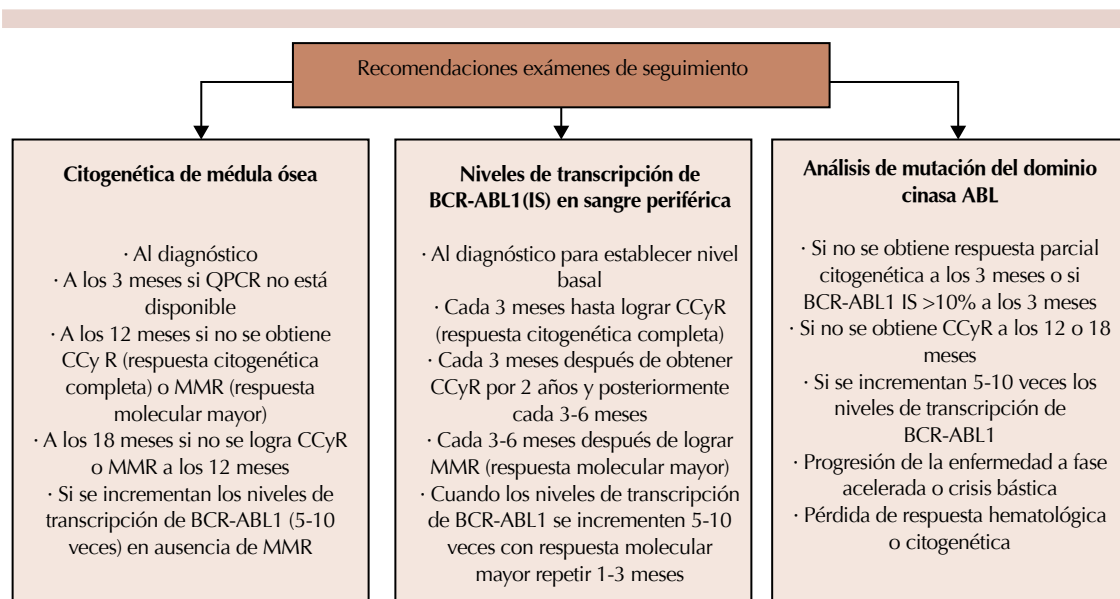 Recomendaciones exámenes de seguimiento
Citogenética de médula ósea
· Al diagnóstico
· A los 3 meses si QPCR no está
disponible
· A los 12 meses si no se obtiene
CCy R (respuesta citogenética
completa) o MMR (respuesta
molecular mayor)
· A los 18 meses si no se logra CCyR
o MMR a los 12 meses
· Si se incrementan los niveles de
transcripción de BCR-ABL1 (5-10
veces) en ausencia de MMR
Niveles de transcripción de
BCR-ABL1(IS) en sangre periférica
· Al diagnóstico para establecer nivel
basal
· Cada 3 meses hasta lograr CCyR
(respuesta citogenética completa)
· Cada 3 meses después de obtener
CCyR por 2 años y posteriormente
cada 3-6 meses
· Cada 3-6 meses después de lograr
MMR (respuesta molecular mayor)
· Cuando los niveles de transcripción
de BCR-ABL1 se incrementen 5-10
veces con respuesta molecular
mayor repetir 1-3 meses
Análisis de mutación del dominio
cinasa ABL
· Si no se obtiene respuesta parcial
citogenética a los 3 meses o si
BCR-ABL1 IS >10% a los 3 meses
· Si no se obtiene CCyR a los 12 o 18
meses
· Si se incrementan 5-10 veces los
niveles de transcripción de
BCR-ABL1
· Progresión de la enfermedad a fase
acelerada o crisis bástica
· Pérdida de respuesta hematológica
o citogenética